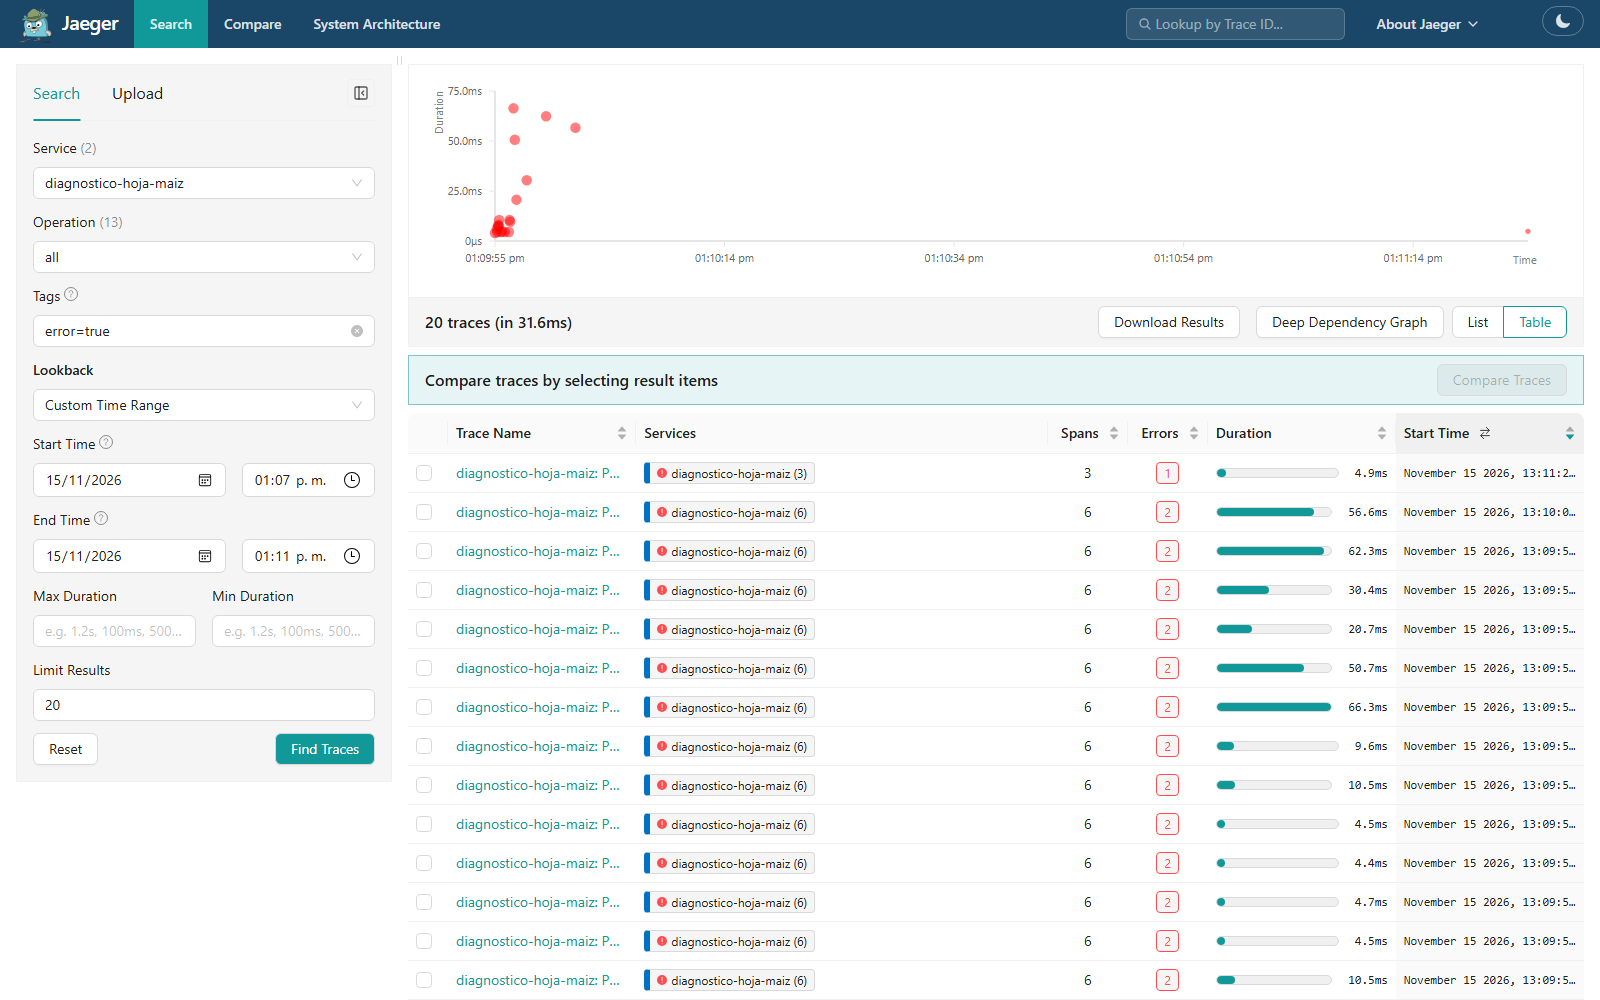 Jaeger
Search
Compare
System Architecture
Lookup by Trace ID...
About Jaeger
Search
Upload
Service (2)
diagnostico-hoja-maiz
Operation (13)
all
Tags
error=true
Lookback
Custom Time Range
Start Time
15/11/2026
01:07 p. m.
End Time
15/11/2026
01:11 p. m.
Max Duration
Min Duration
e.g. 1.2s, 100ms, 500...
e.g. 1.2s, 100ms, 500...
Limit Results
20
Reset
Find Traces
Duration
75.0ms
50.0ms
25.0ms
0μs
01:09:55 pm
01:10:14 pm
01:10:34 pm
01:10:54 pm
01:11:14 pm
Time
20 traces (in 31.6ms)
Download Results
Deep Dependency Graph
List
Table
Compare traces by selecting result items
Compare Traces
Trace Name Services Spans Errors Duration Start Time
diagnostico-hoja-maiz: P... diagnostico-hoja-maiz (3) 3 1 4.9ms November 15 2026, 13:11:2...
diagnostico-hoja-maiz: P... diagnostico-hoja-maiz (6) 6 2 56.6ms November 15 2026, 13:10:0...
diagnostico-hoja-maiz: P... diagnostico-hoja-maiz (6) 6 2 62.3ms November 15 2026, 13:09:5...
diagnostico-hoja-maiz: P... diagnostico-hoja-maiz (6) 6 2 30.4ms November 15 2026, 13:09:5...
diagnostico-hoja-maiz: P... diagnostico-hoja-maiz (6) 6 2 20.7ms November 15 2026, 13:09:5...
diagnostico-hoja-maiz: P... diagnostico-hoja-maiz (6) 6 2 50.7ms November 15 2026, 13:09:5...
diagnostico-hoja-maiz: P... diagnostico-hoja-maiz (6) 6 2 66.3ms November 15 2026, 13:09:5...
diagnostico-hoja-maiz: P... diagnostico-hoja-maiz (6) 6 2 9.6ms November 15 2026, 13:09:5...
diagnostico-hoja-maiz: P... diagnostico-hoja-maiz (6) 6 2 10.5ms November 15 2026, 13:09:5...
diagnostico-hoja-maiz: P... diagnostico-hoja-maiz (6) 6 2 4.5ms November 15 2026, 13:09:5...
diagnostico-hoja-maiz: P... diagnostico-hoja-maiz (6) 6 2 4.4ms November 15 2026, 13:09:5...
diagnostico-hoja-maiz: P... diagnostico-hoja-maiz (6) 6 2 4.7ms November 15 2026, 13:09:5...
diagnostico-hoja-maiz: P... diagnostico-hoja-maiz (6) 6 2 4.5ms November 15 2026, 13:09:5...
diagnostico-hoja-maiz: P... diagnostico-hoja-maiz (6) 6 2 10.5ms November 15 2026, 13:09:5...